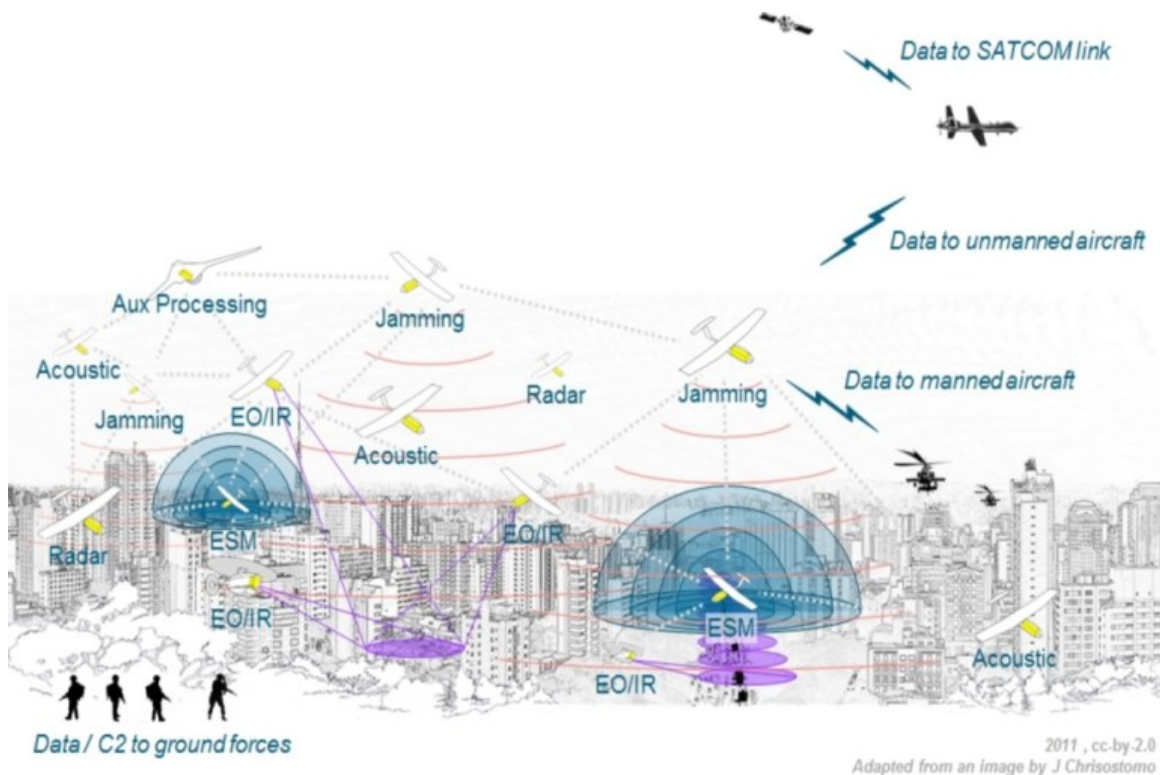 Data to SATCOM link
Data to unmanned aircraft
Aux Processing
Jamming
Acoustic
Radar
Jamming
Data to manned aircraft
Jamming
EO/IR
Acoustic
Radar
ESM
EO/IR
EO/IR
ESM
EO/IR
Acoustic
Data / C2 to ground forces
2011 , cc-by-2.0
Adapted from an image by J Chrisostomo